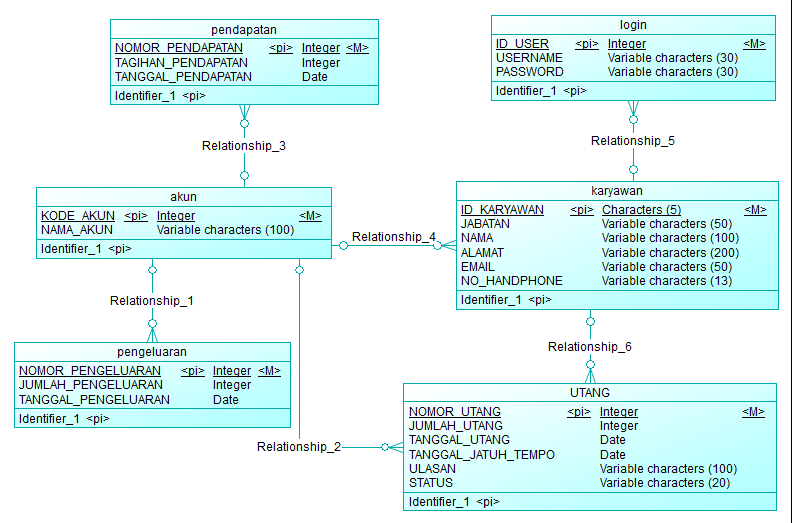 pendapatan
NOMOR_PENDAPATAN <pi> Integer <M>
TAGIHAN_PENDAPATAN Integer
TANGGAL_PENDAPATAN Date
Identifier_1 <pi>
login
ID_USER <pi> Integer <M>
USERNAME Variable characters (30)
PASSWORD Variable characters (30)
Identifier_1 <pi>
Relationship_3
Relationship_5
akun
KODE_AKUN <pi> Integer <M>
NAMA_AKUN Variable characters (100)
Identifier_1 <pi>
Relationship_4
karyawan
ID_KARYAWAN <pi> Characters (5) <M>
JABATAN Variable characters (50)
NAMA Variable characters (100)
ALAMAT Variable characters (200)
EMAIL Variable characters (50)
NO_HANDPHONE Variable characters (13)
Identifier_1 <pi>
Relationship_1
Relationship_6
pengeluaran
NOMOR_PENGELUARAN <pi> Integer <M>
JUMLAH_PENGELUARAN Integer
TANGGAL_PENGELUARAN Date
Identifier_1 <pi>
Relationship_2
UTANG
NOMOR_UTANG <pi> Integer <M>
JUMLAH_UTANG Integer
TANGGAL_UTANG Date
TANGGAL_JATUH_TEMPO Date
ULASAN Variable characters (100)
STATUS Variable characters (20)
Identifier_1 <pi>